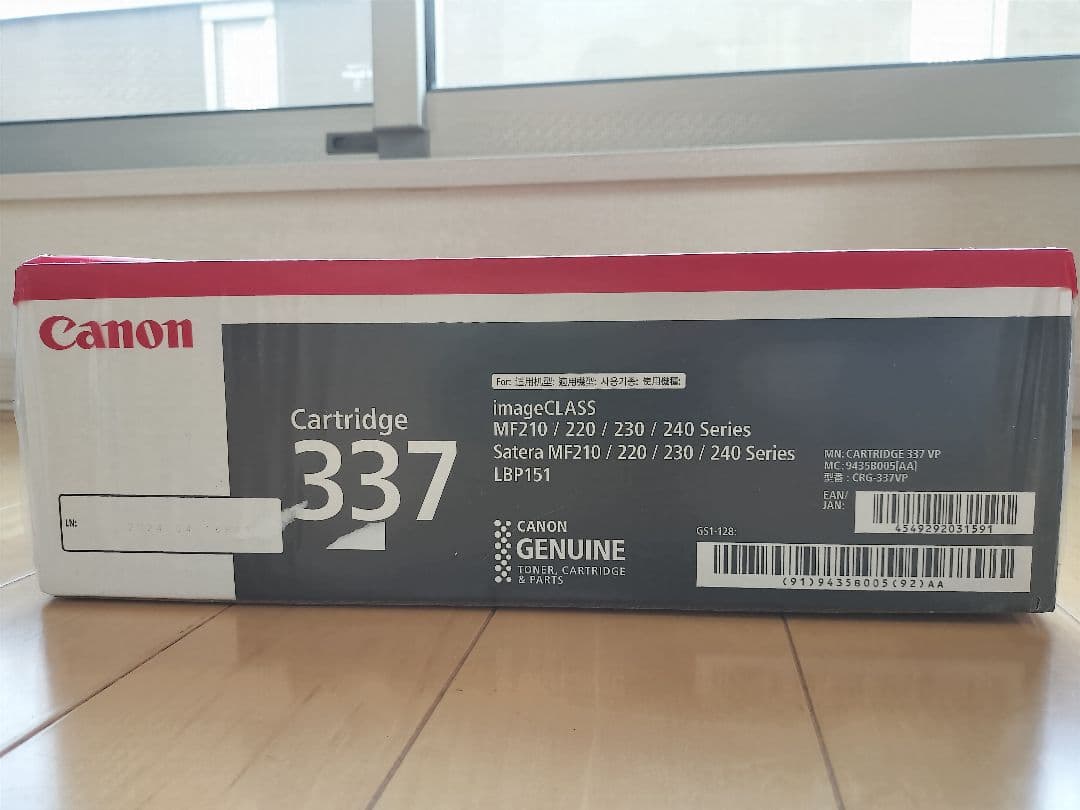 Canon
Cartridge
337
LN:
For: 适用机型: 適用機型: 사용기종: 使用機種:
imageCLASS
MF210 / 220 / 230 / 240 Series
Satera MF210 / 220 / 230 / 240 Series
LBP151
CANON
GENUINE
TONER, CARTRIDGE
& PARTS
MN: CARTRIDGE 337 VP
MC: 9435B005[AA]
型番 : CRG-337VP
EAN/
JAN:
4549292031591
GS1-128:
(91)9435B005(92)AA